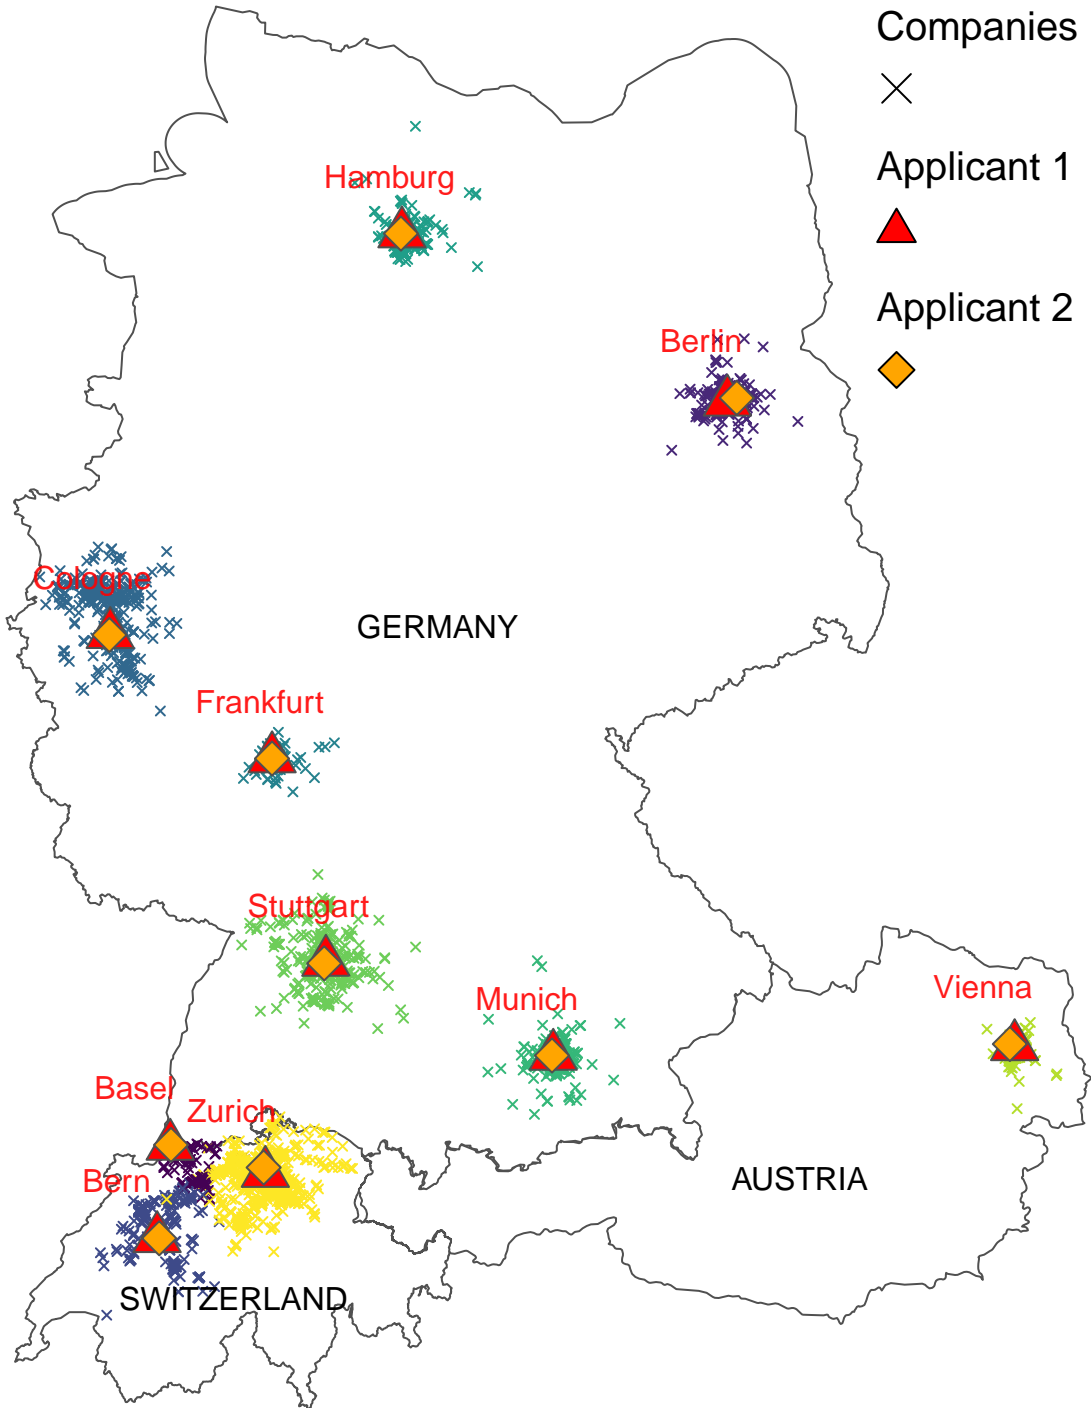 Companies
Applicant 1
Applicant 2
Hamburg
Berlin
Cologne
GERMANY
Frankfurt
Stuttgart
Munich
Vienna
Basel
Zurich
Bern
AUSTRIA
SWITZERLAND